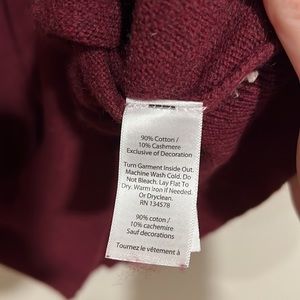 90% Cotton /
10% Cashmere
Exclusive of Decoration
Turn Garment Inside Out.
Machine Wash Cold. Do
Not Bleach. Lay Flat To
Dry. Warm Iron If Needed.
Or Dryclean.
RN 134578
90% coton /
10% cachemire
Sauf décorations
Tournez le vêtement à